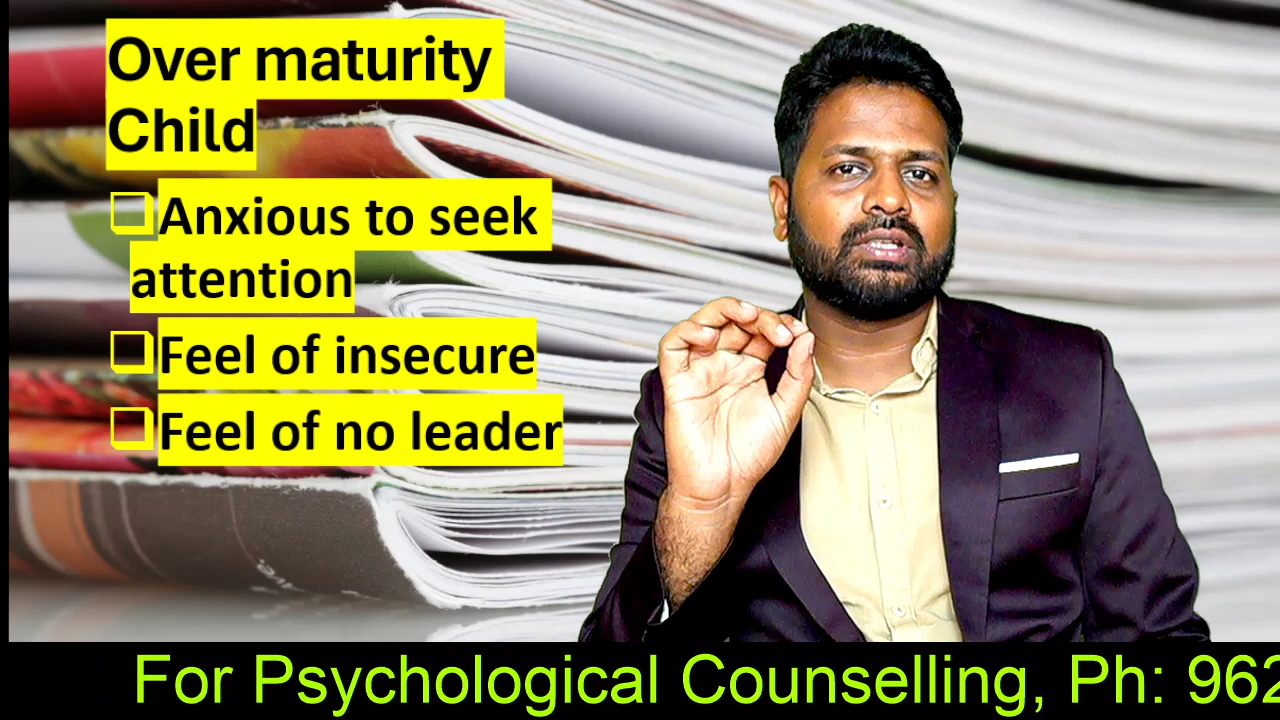 Over maturity
Child
Anxious to seek
attention
Feel of insecure
Feel of no leader
For Psychological Counselling, Ph: 962